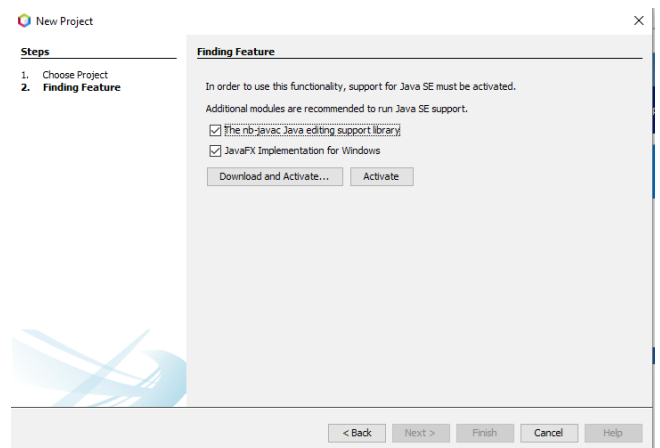 New Project
Steps
1. Choose Project
2. Finding Feature
Finding Feature
In order to use this functionality, support for Java SE must be activated.
Additional modules are recommended to run Java SE support.
The nb-javac Java editing support library
JavaFX Implementation for Windows
Download and Activate... Activate
< Back Next > Finish Cancel Help